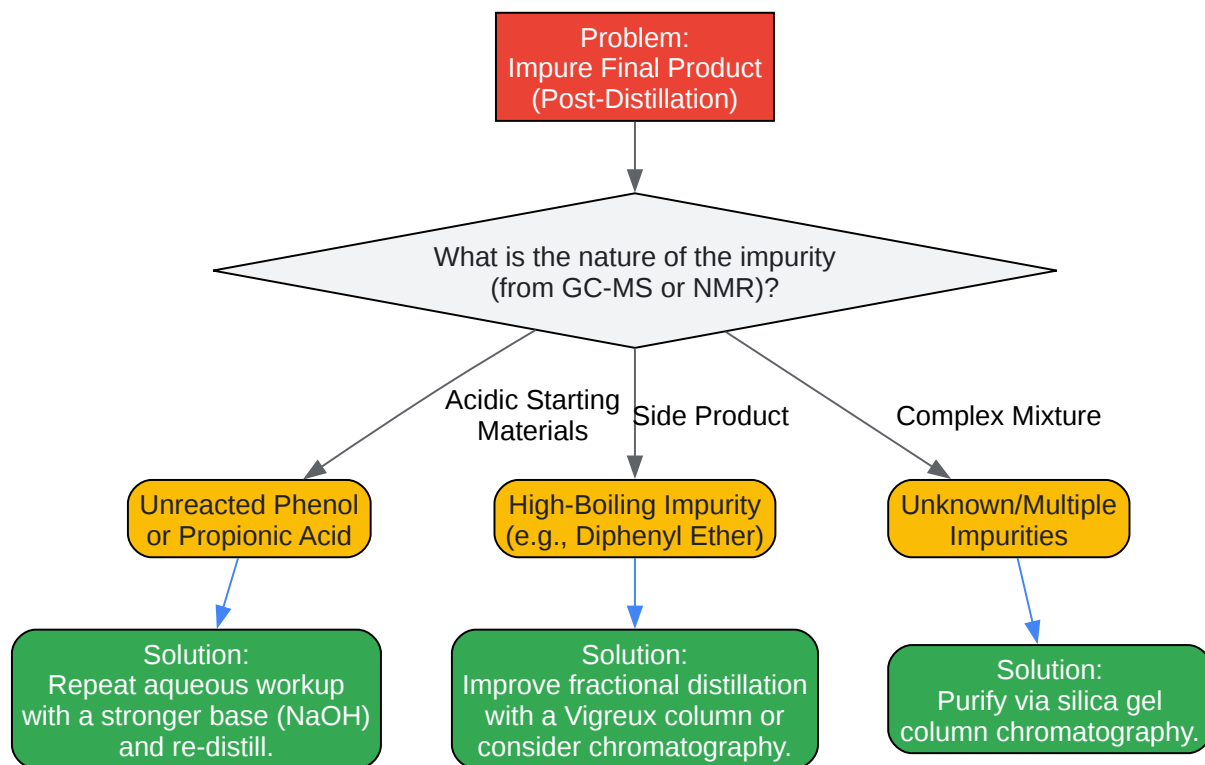 Problem:
Impure Final Product
(Post-Distillation)
What is the nature of the impurity
(from GC-MS or NMR)?
Acidic Starting
Materials
Side Product
Complex Mixture
Unreacted Phenol
or Propionic Acid
High-Boiling Impurity
(e.g., Diphenyl Ether)
Unknown/Multiple
Impurities
Solution:
Repeat aqueous workup
with a stronger base (NaOH)
and re-distill.
Solution:
Improve fractional distillation
with a Vigreux column or
consider chromatography.
Solution:
Purify via silica gel
column chromatography.